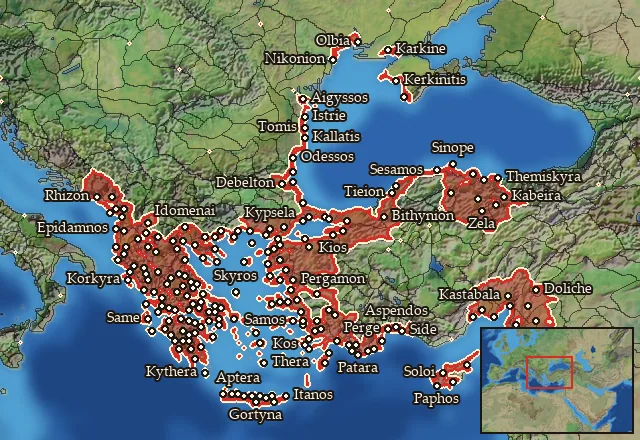 Olbia
Karkine
Nikonion
Kerkinitis
Aigyssos
Istrie
Tomis
Kallatis
Odessos
Sinope
Sesamos
Debelton
Themiskyra
Tieion
Rhizon
Kabeira
Idomenai
Kypsela
Bithynion
Epidamnos
Zela
Kios
Skyros
Korkyra
Pergamon
Doliche
Kastabala
Same
Samos
Aspendos
Perge
Side
Kos
Thera
Kythera
Patara
Soloi
Aptera
Itanos
Paphos
Gortyna